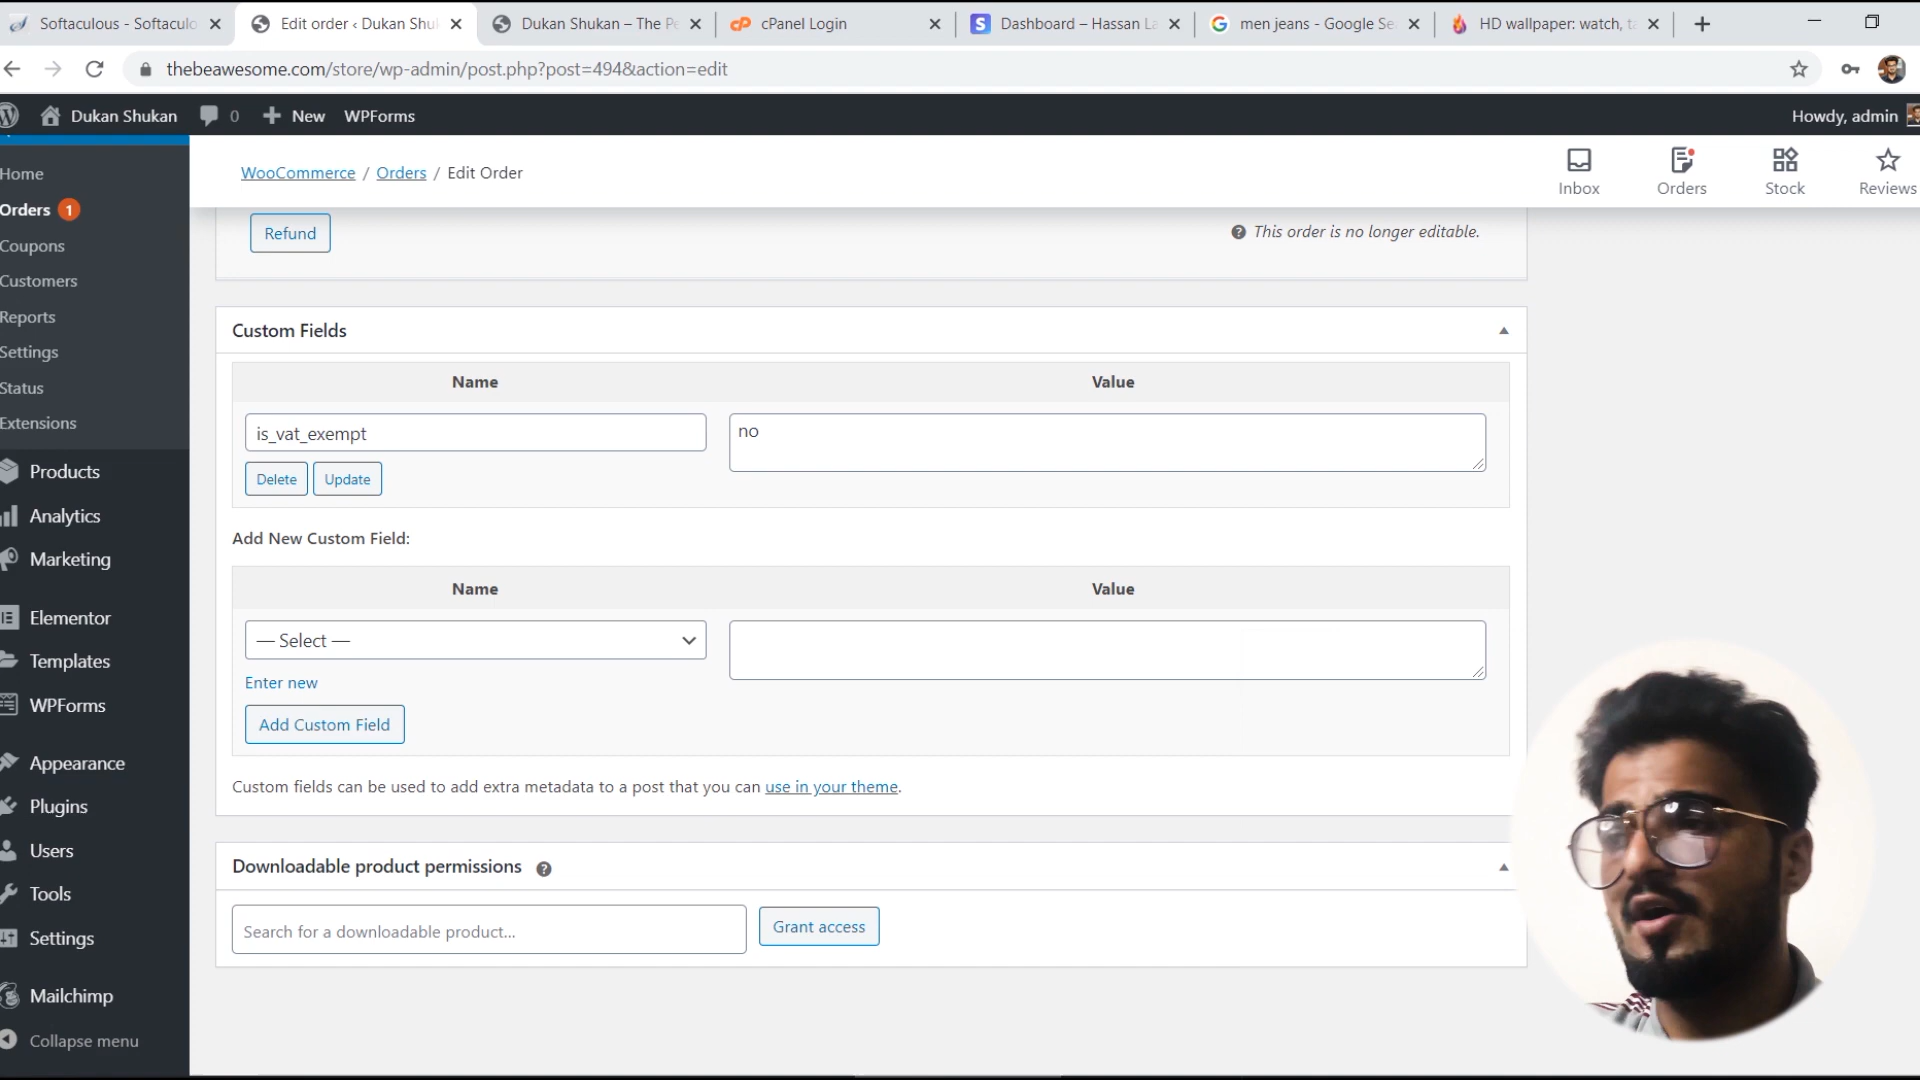 Softaculous - Softaculo
Edit order ‹ Dukan Shuk
Dukan Shukan – The Pe
cPanel Login
Dashboard – Hassan La
men jeans - Google Se
HD wallpaper: watch, ta
thebeawesome.com/store/wp-admin/post.php?post=494&action=edit
Dukan Shukan
0
New
WPForms
Howdy, admin
WooCommerce / Orders / Edit Order
Inbox
Orders
Stock
Reviews
Home
Orders 1
Coupons
Customers
Reports
Settings
Status
Extensions
Products
Analytics
Marketing
Elementor
Templates
WPForms
Appearance
Plugins
Users
Tools
Settings
Mailchimp
Collapse menu
Refund
This order is no longer editable.
Custom Fields
Name
Value
is_vat_exempt
no
Delete
Update
Add New Custom Field:
Name
Value
— Select —
Enter new
Add Custom Field
Custom fields can be used to add extra metadata to a post that you can use in your theme.
Downloadable product permissions
Search for a downloadable product...
Grant access